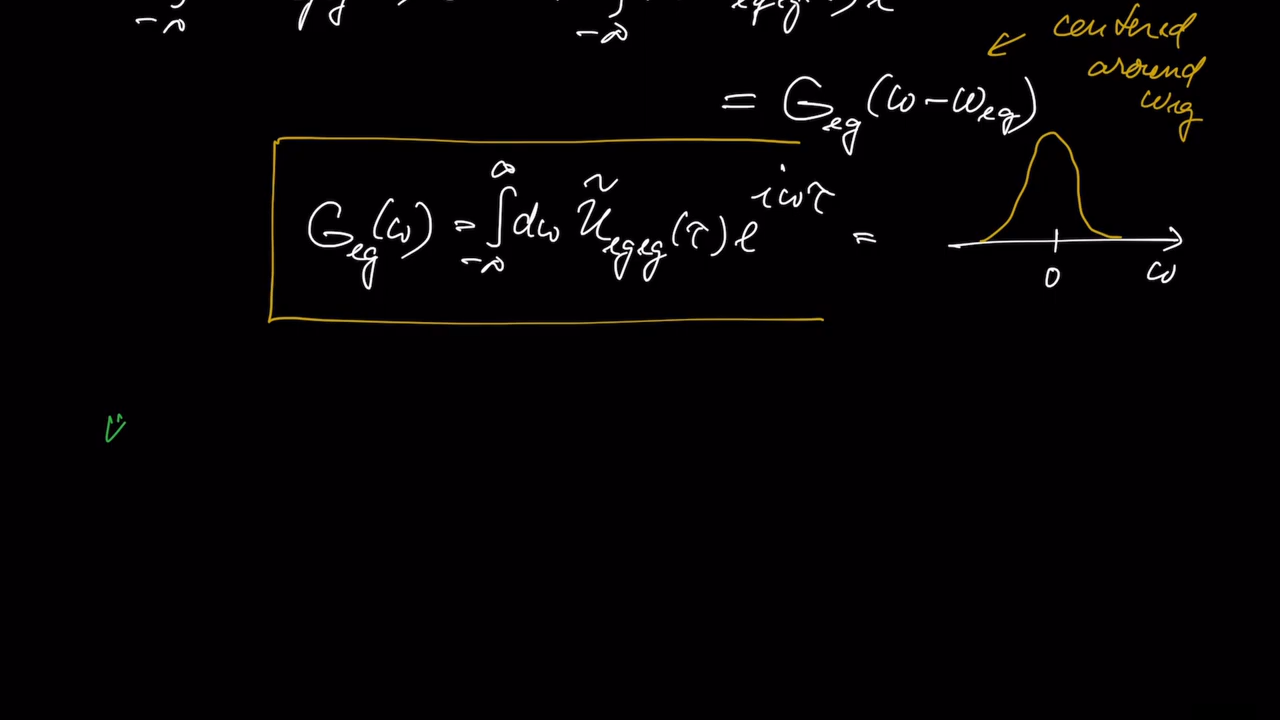 -∞ -∞
centered
around
ω_eg
= G_eg(ω-ω_eg)
G_eg(ω) = ∫_{-∞}^{∞} dω Ũ_egeg(τ) e^{iωτ} =
0 ω